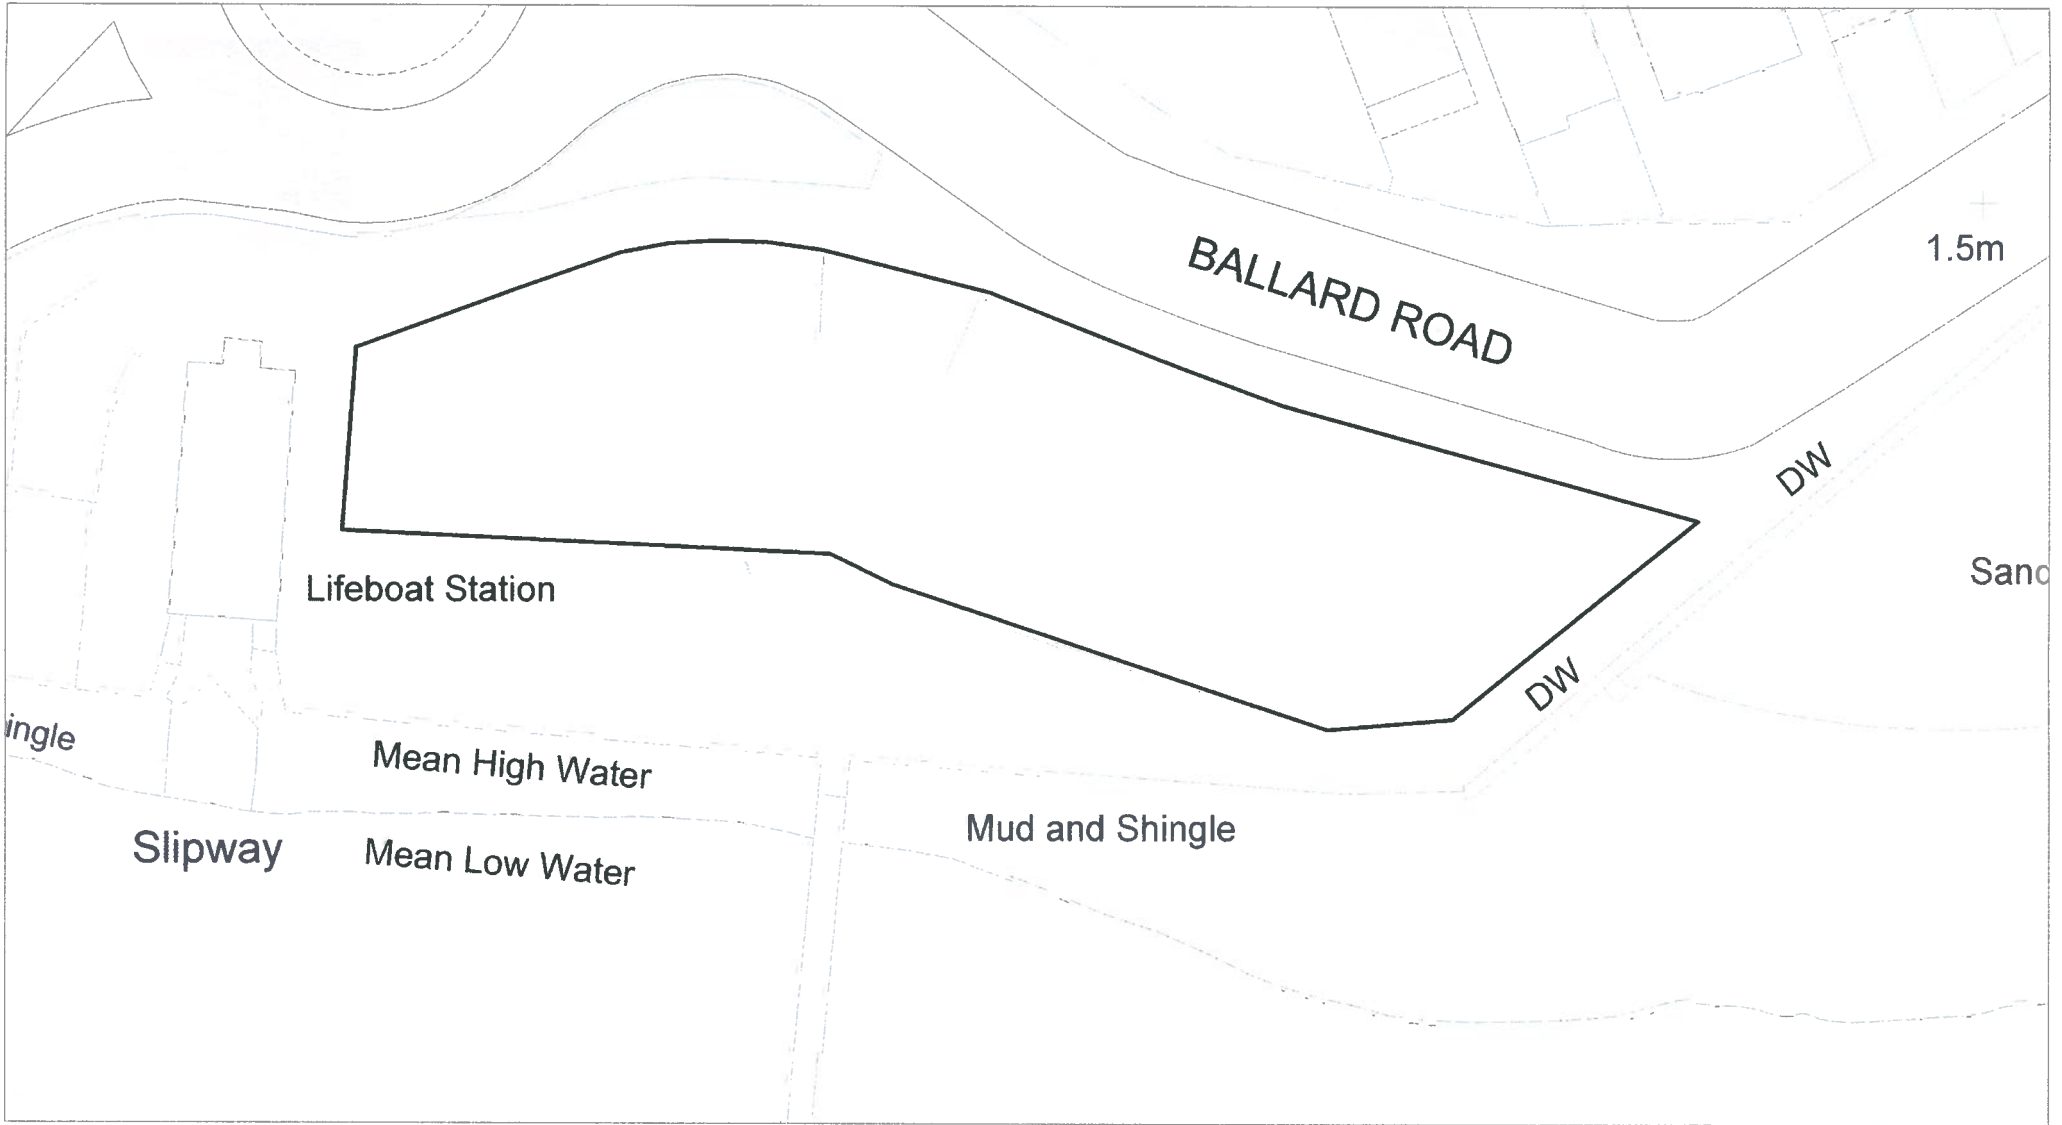 BALLARD ROAD
1.5m
DW
Sand
Lifeboat Station
DW
ingle
Mean High Water
Mud and Shingle
Slipway
Mean Low Water